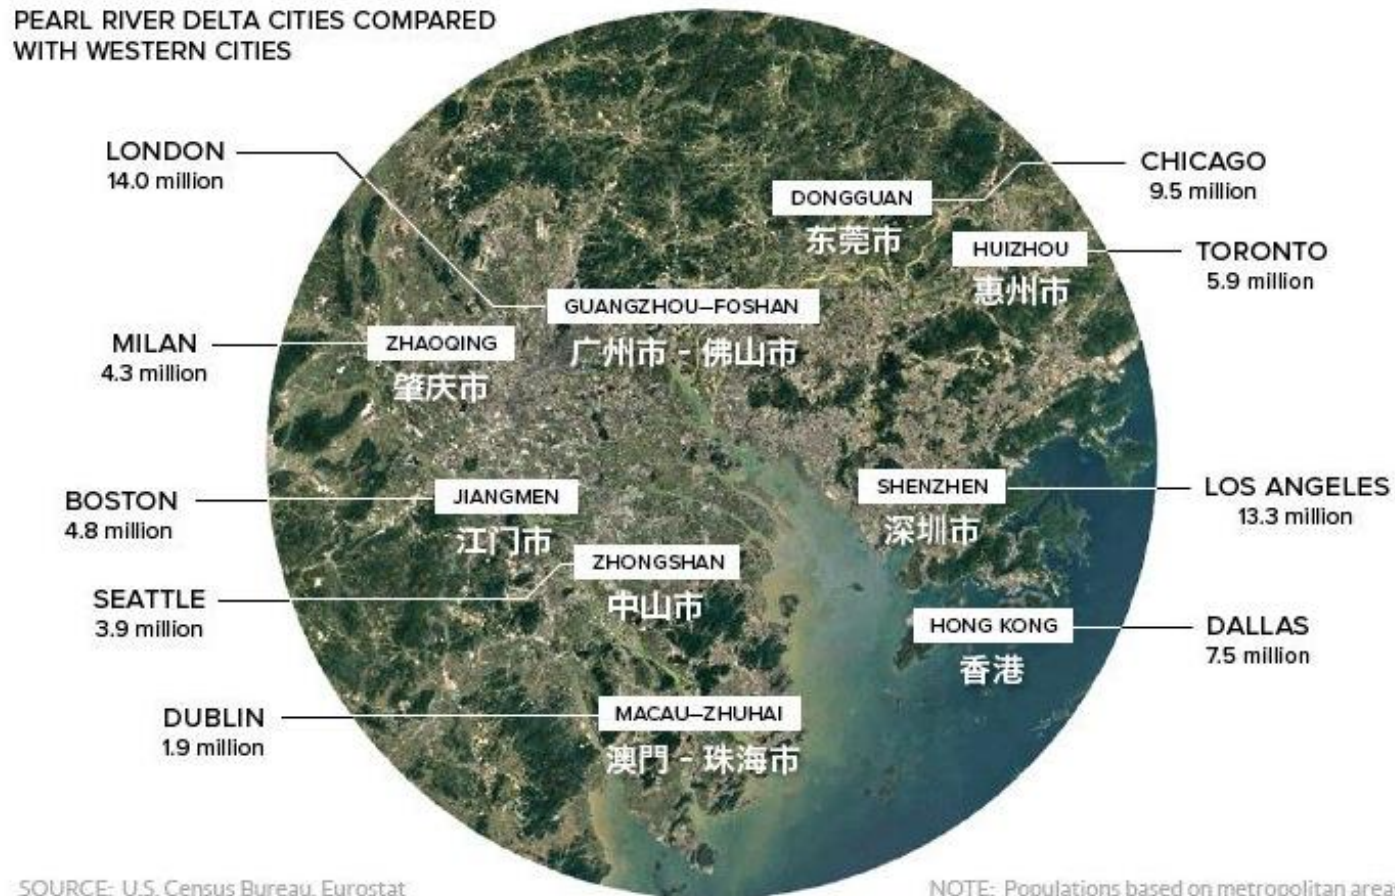 PEARL RIVER DELTA CITIES COMPARED
WITH WESTERN CITIES
LONDON
14.0 million
CHICAGO
9.5 million
DONGGUAN
东莞市
HUIZHOU
惠州市
TORONTO
5.9 million
GUANGZHOU–FOSHAN
广州市 - 佛山市
MILAN
4.3 million
ZHAOQING
肇庆市
BOSTON
4.8 million
JIANGMEN
江门市
SHENZHEN
深圳市
LOS ANGELES
13.3 million
SEATTLE
3.9 million
ZHONGSHAN
中山市
HONG KONG
香港
DALLAS
7.5 million
DUBLIN
1.9 million
MACAU–ZHUHAI
澳門 - 珠海市
SOURCE: U.S. Census Bureau, Eurostat
NOTE: Populations based on metropolitan area